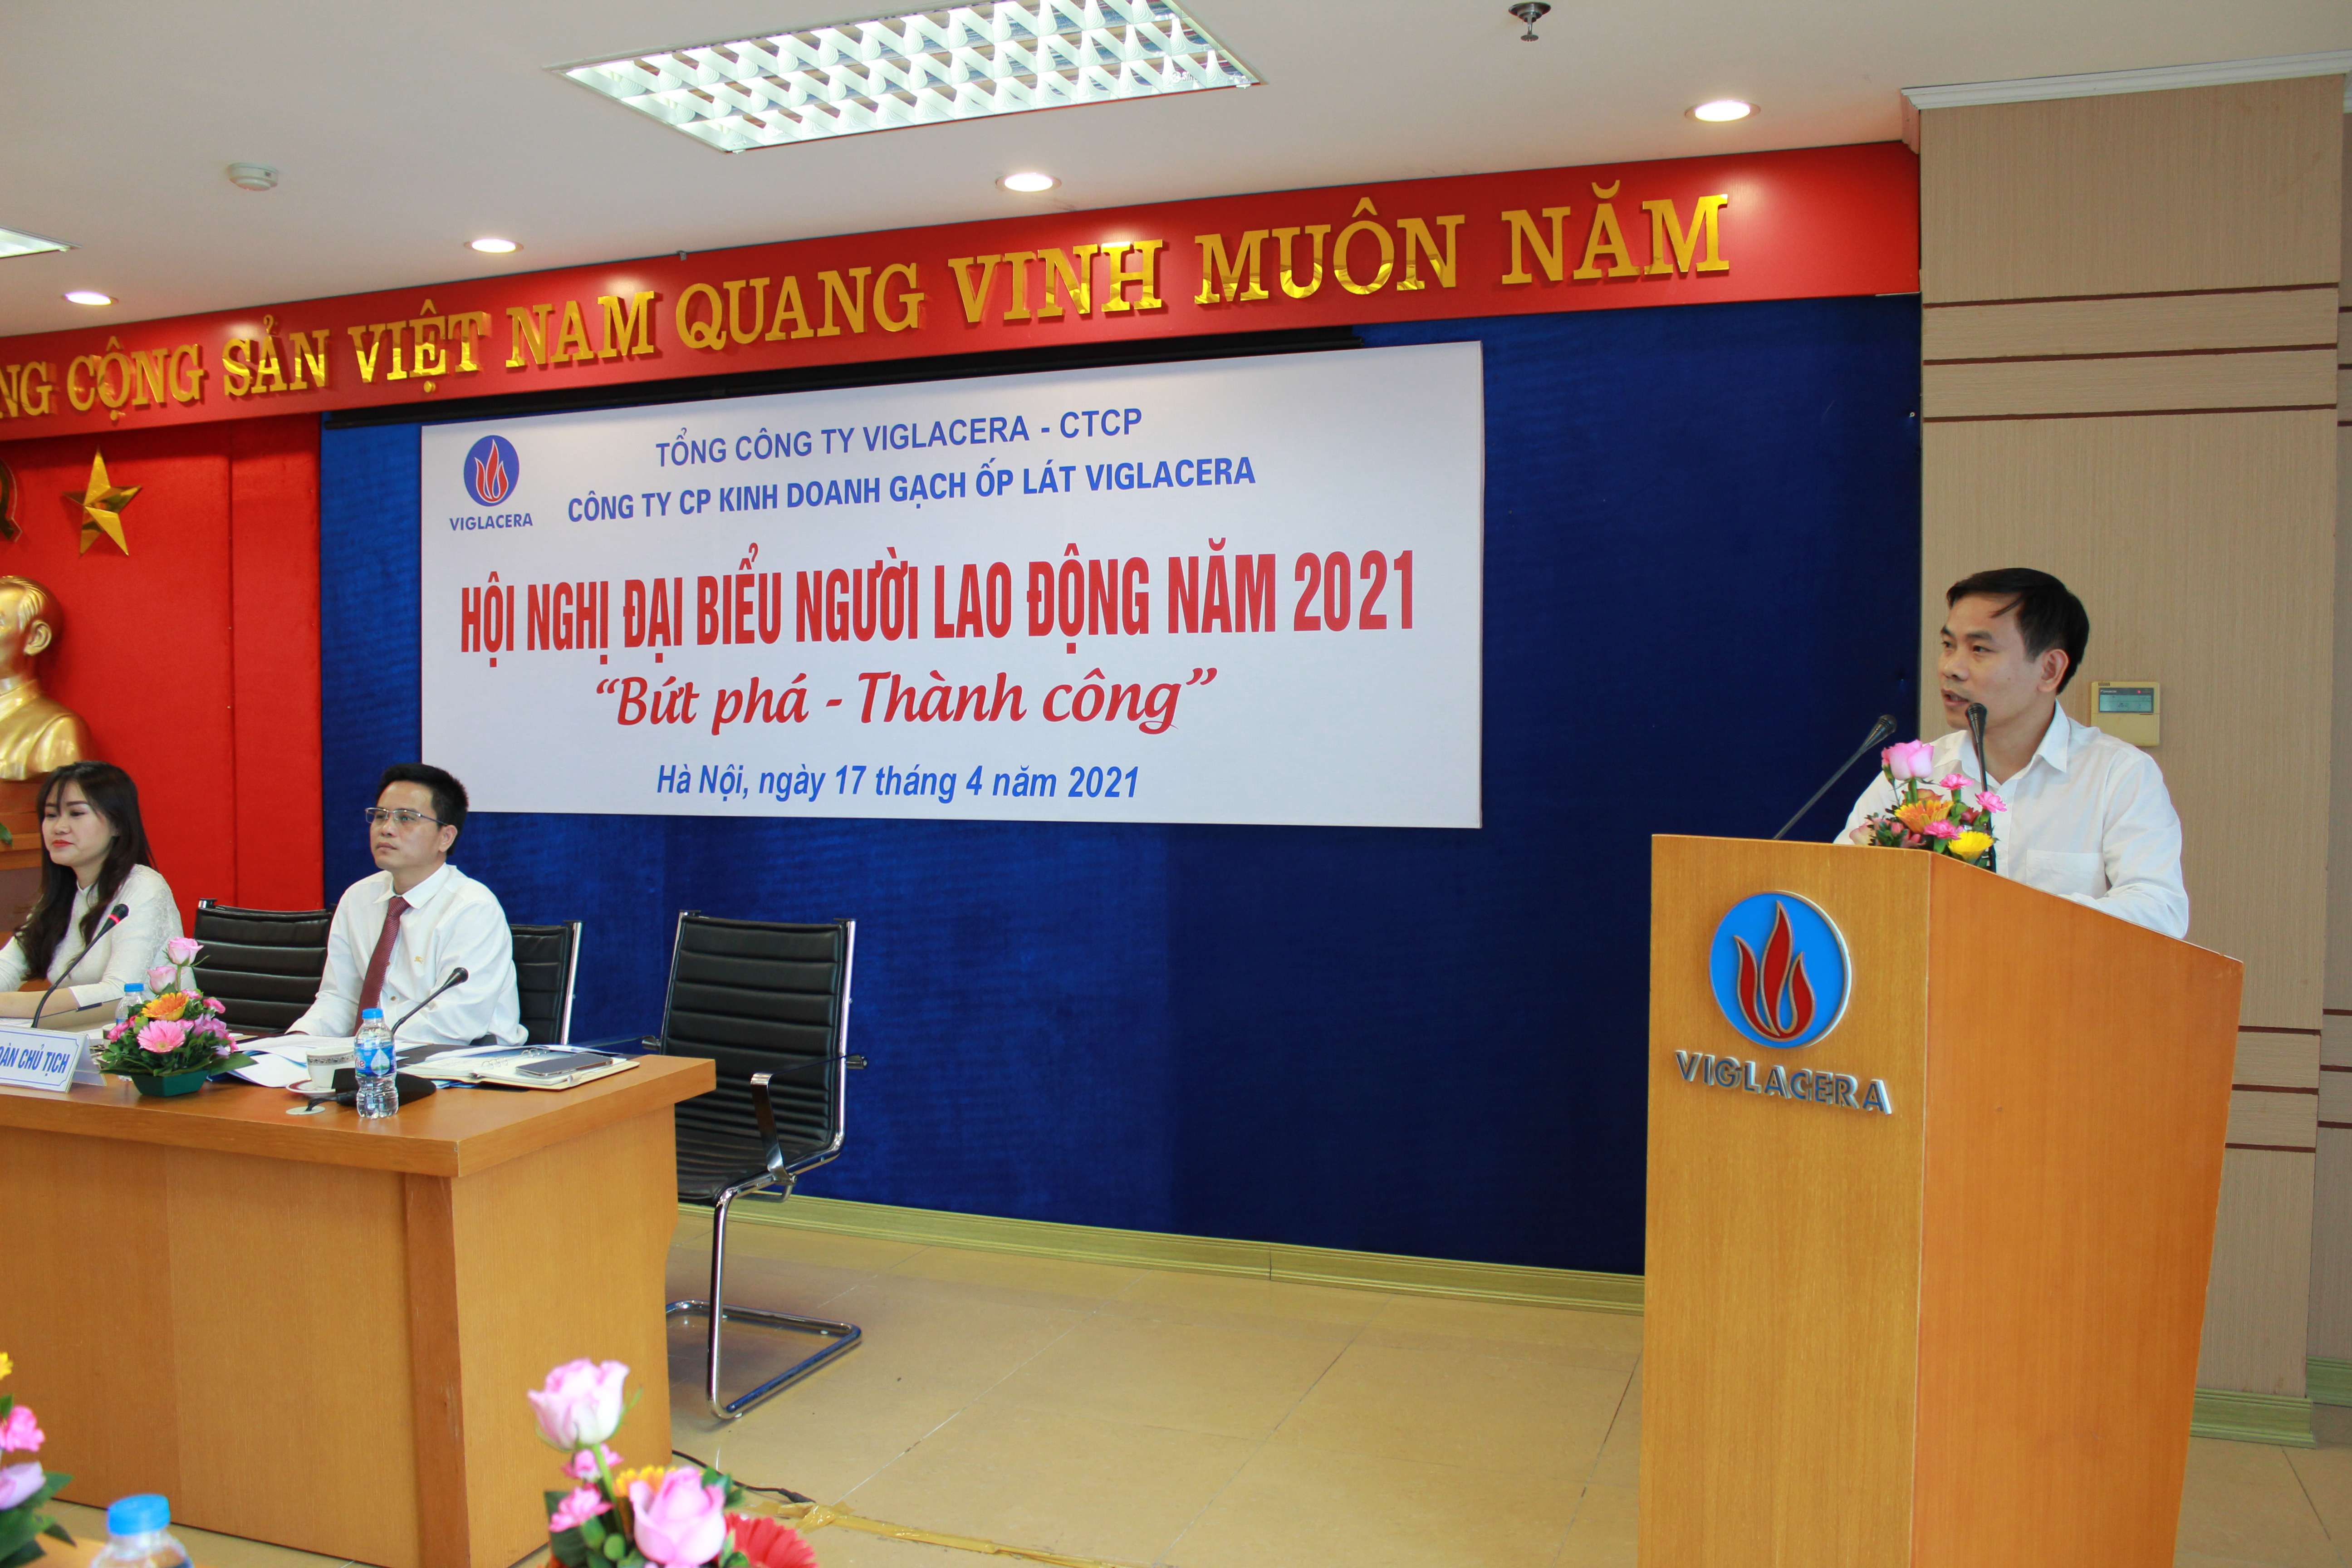 CỘNG SẢN VIỆT NAM QUANG VINH MUÔN NĂM
TỔNG CÔNG TY VIGLACERA - CTCP
CÔNG TY CP KINH DOANH GẠCH ỐP LÁT VIGLACERA
VIGLACERA
HỘI NGHỊ ĐẠI BIỂU NGƯỜI LAO ĐỘNG NĂM 2021
“Bứt phá - Thành công”
Hà Nội, ngày 17 tháng 4 năm 2021
CHỦ TỊCH
VIGLACERA